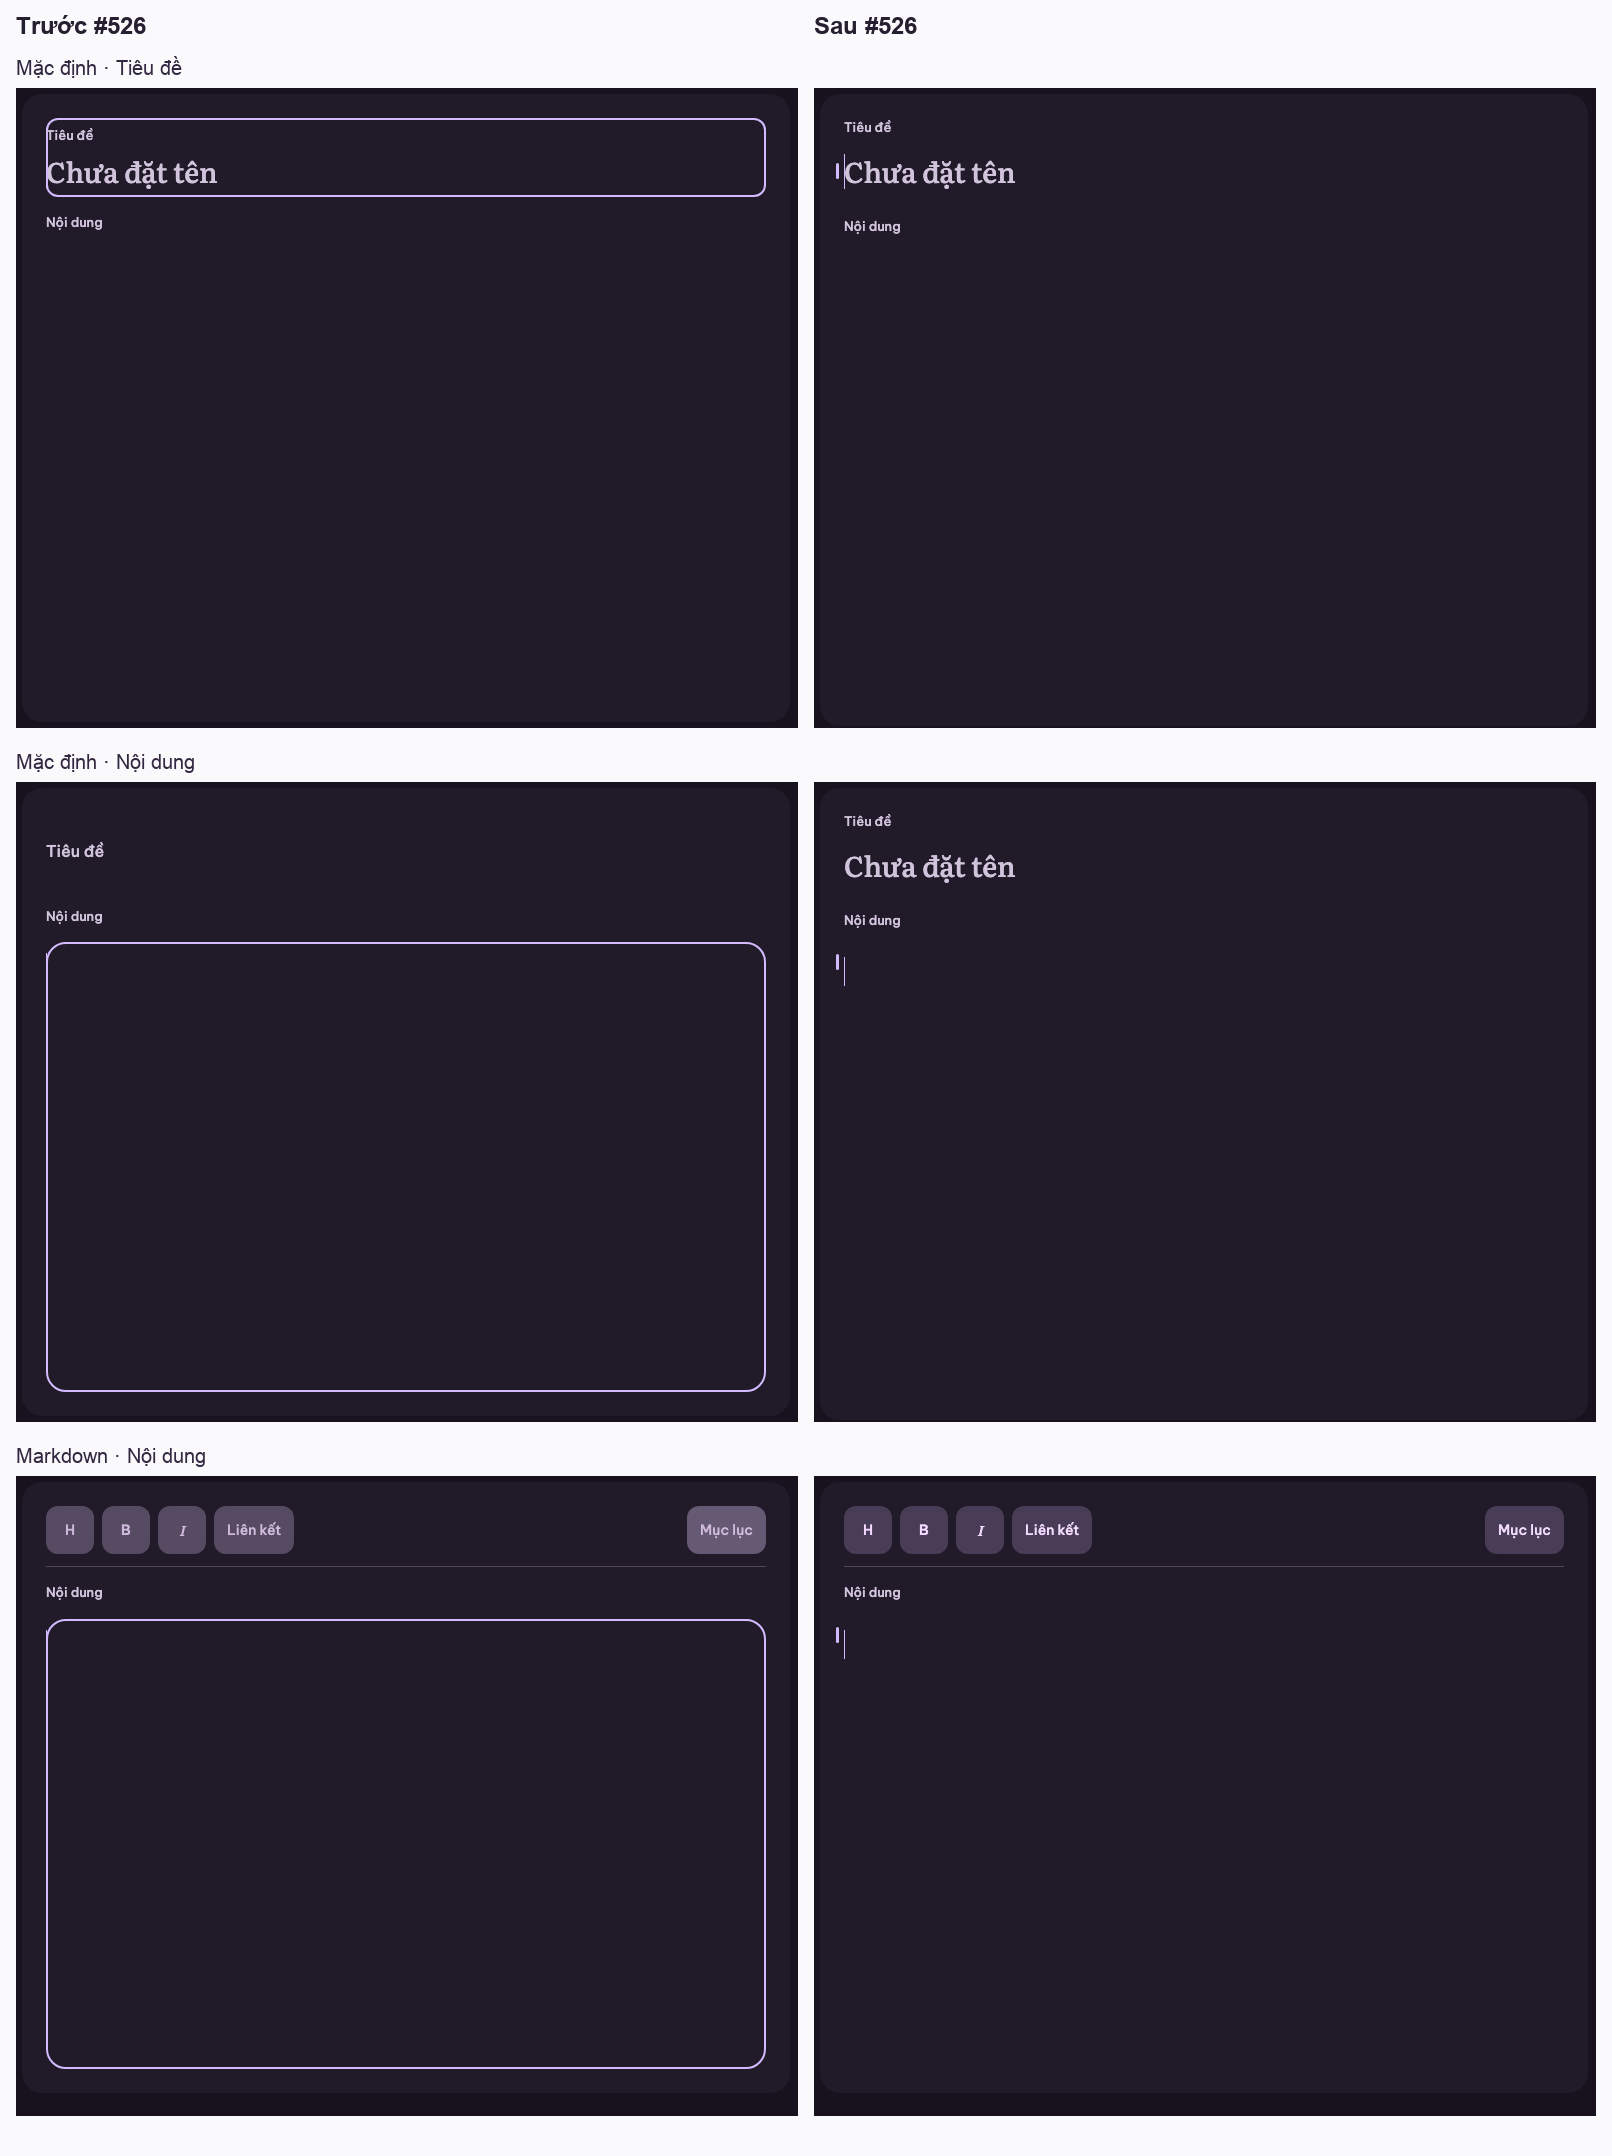 Trước #526
Sau #526
Mặc định · Tiêu đề
Tiêu đề
Chưa đặt tên
Nội dung
Tiêu đề
Chưa đặt tên
Nội dung
Mặc định · Nội dung
Tiêu đề
Nội dung
Tiêu đề
Chưa đặt tên
Nội dung
Markdown · Nội dung
H B I Liên kết Mục lục
Nội dung
H B I Liên kết Mục lục
Nội dung